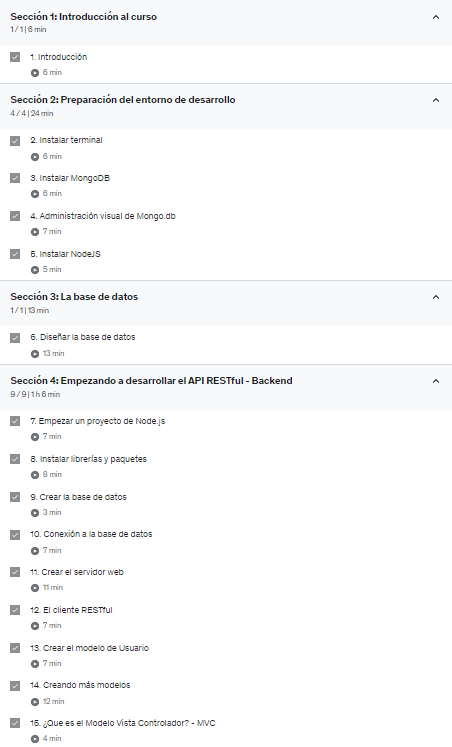 Sección 1: Introducción al curso
1 / 1 | 6 min
1. Introducción
6 min
Sección 2: Preparación del entorno de desarrollo
4 / 4 | 24 min
2. Instalar terminal
6 min
3. Instalar MongoDB
6 min
4. Administración visual de Mongo.db
7 min
5. Instalar NodeJS
5 min
Sección 3: La base de datos
1 / 1 | 13 min
6. Diseñar la base de datos
13 min
Sección 4: Empezando a desarrollar el API RESTful - Backend
9 / 9 | 1 h 6 min
7. Empezar un proyecto de Node.js
7 min
8. Instalar librerías y paquetes
8 min
9. Crear la base de datos
3 min
10. Conexión a la base de datos
7 min
11. Crear el servidor web
11 min
12. El cliente RESTful
7 min
13. Crear el modelo de Usuario
7 min
14. Creando más modelos
12 min
15. ¿Que es el Modelo Vista Controlador? - MVC
4 min